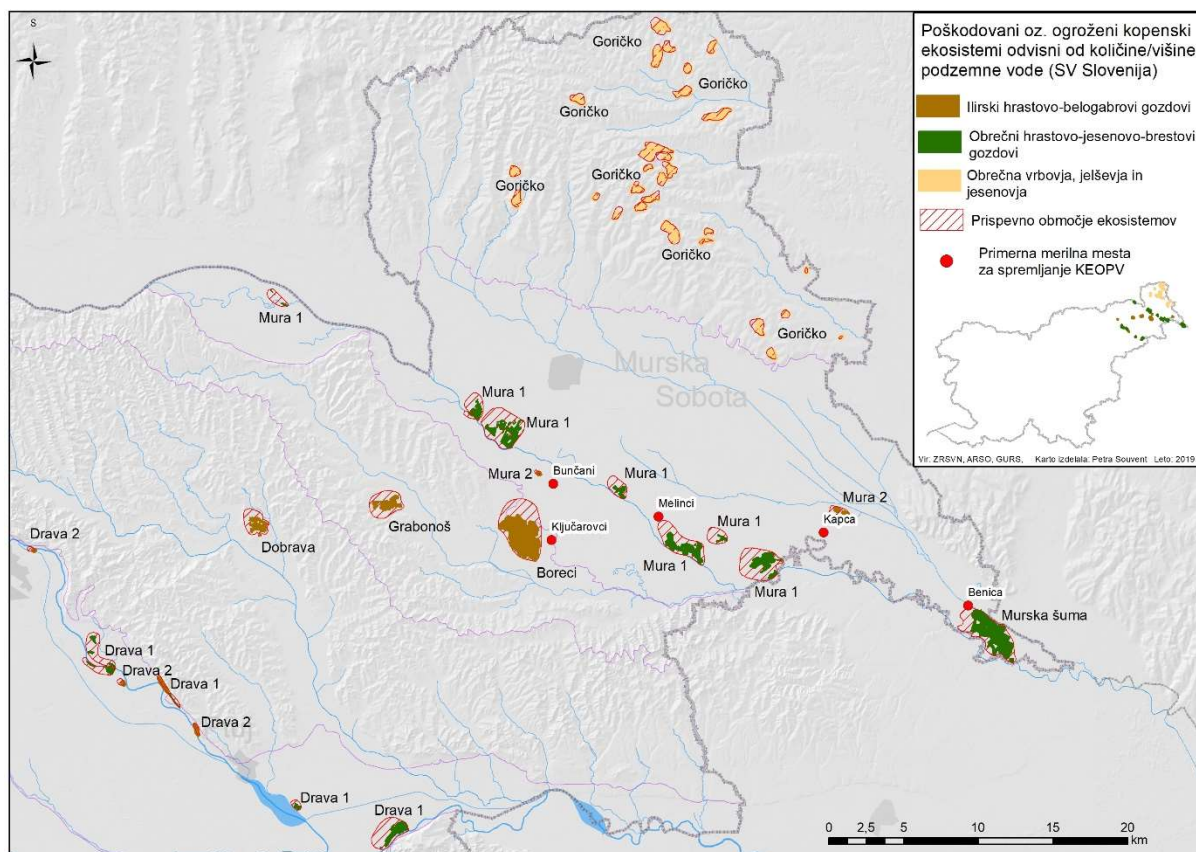 S
Poškodovani oz. ogroženi kopenski
ekosistemi odvisni od količine/višine
podzemne vode (SV Slovenija)
Ilirski hrastovo-belogabrovi gozdovi
Obrečni hrastovo-jesenovo-brestovi
gozdovi
Obrečna vrbovja, jelševja in
jesenovja
Prispevno območje ekosistemov
Primerna merilna mesta
za spremljanje KEOPV
Vir: ZRSVN, ARSO, GURS, Karto izdelala: Petra Souvent Leto: 2019
Goričko
Goričko
Goričko
Goričko
Goričko
Goričko
Goričko
Mura 1
Murska
Sobota
Mura 1
Mura 1
Mura 2
Bunčani
Mura 1
Melinci
Mura 2
Kapca
Grabonoš
Ključarovci
Mura 1
Dobrava
Boreci
Mura 1
Mura 1
Drava 2
Benica
Murska šuma
Drava 1
Drava 2
Drava 1
Drava 2
Drava 1
Drava 1
0 2,5 5 10 15 20
km